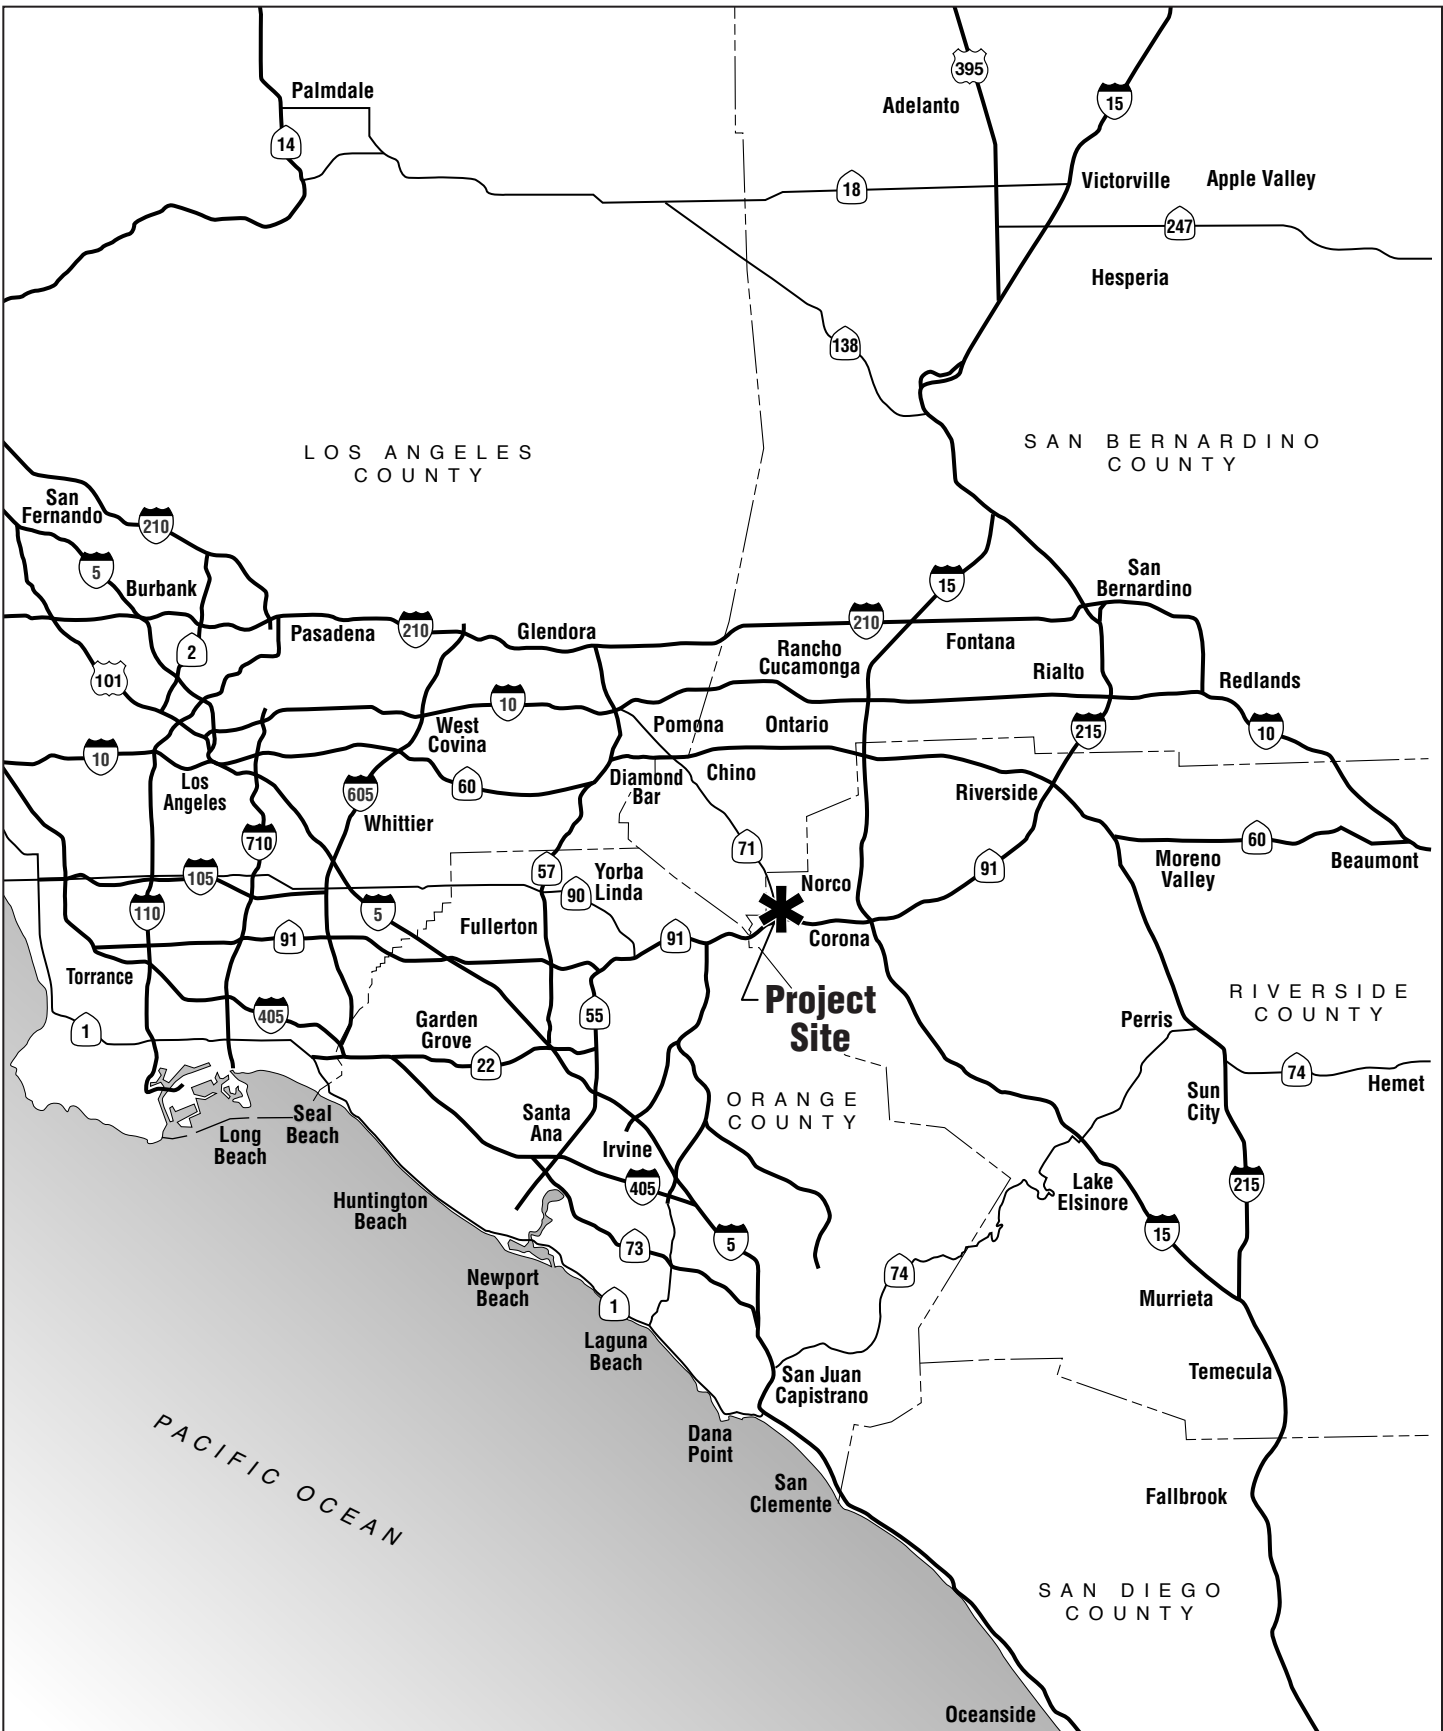 395
15
Palmdale
Adelanto
14
Victorville
Apple Valley
18
247
Hesperia
138
LOS ANGELES
COUNTY
SAN BERNARDINO
COUNTY
San
Fernando
210
5
Burbank
15
San
Bernardino
Pasadena
210
Glendora
210
Rancho
Cucamonga
Fontana
2
101
Rialto
Redlands
10
West
Covina
Pomona
Ontario
215
10
10
Los
Angeles
605
60
Diamond
Bar
Chino
Riverside
Whittier
710
71
60
Moreno
Valley
Beaumont
105
57
90
Yorba
Linda
91
Norco
110
5
Fullerton
91
91
Corona
Torrance
405
1
Garden
Grove
55
22
Project
Site
RIVERSIDE
COUNTY
Perris
74
Hemet
Sun
City
Seal
Beach
Long
Beach
Santa
Ana
Irvine
ORANGE
COUNTY
405
Lake
Elsinore
215
Huntington
Beach
73
5
15
74
Newport
Beach
1
Murrieta
Laguna
Beach
San Juan
Capistrano
Temecula
Dana
Point
San
Clemente
Fallbrook
PACIFIC OCEAN
SAN DIEGO
COUNTY
Oceanside